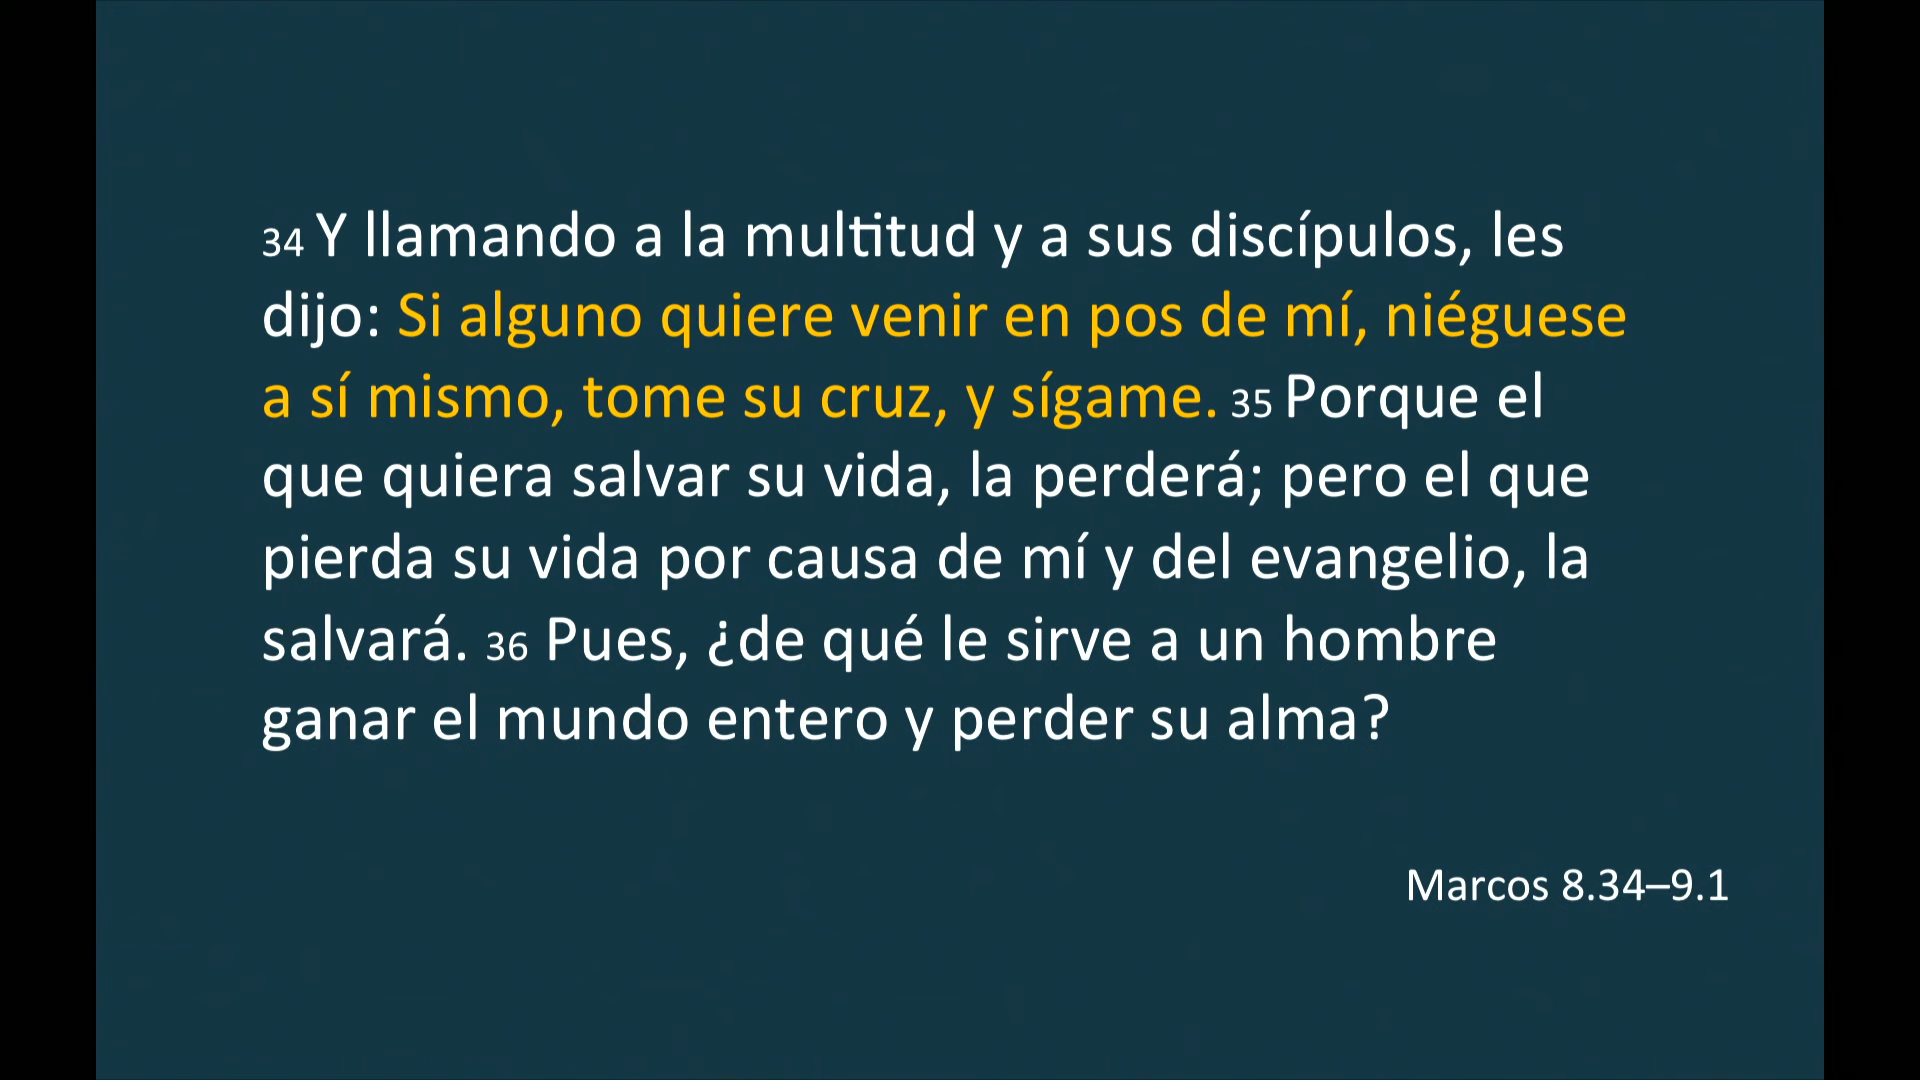 34 Y llamando a la multitud y a sus discípulos, les
dijo: Si alguno quiere venir en pos de mí, niéguese
a sí mismo, tome su cruz, y sígame. 35 Porque el
que quiera salvar su vida, la perderá; pero el que
pierda su vida por causa de mí y del evangelio, la
salvará. 36 Pues, ¿de qué le sirve a un hombre
ganar el mundo entero y perder su alma?
Marcos 8.34–9.1